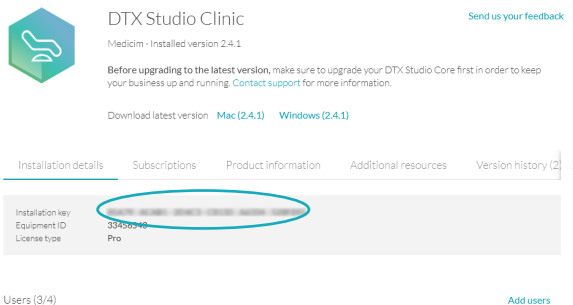 DTX Studio Clinic
Send us your feedback
Medicim - Installed version 2.4.1
Before upgrading to the latest version, make sure to upgrade your DTX Studio Core first in order to keep
your business up and running. Contact support for more information.
Download latest version Mac (2.4.1) Windows (2.4.1)
Installation details Subscriptions Product information Additional resources Version history (2)
Installation key
Equipment ID
License type Pro
Users (3/4) Add users